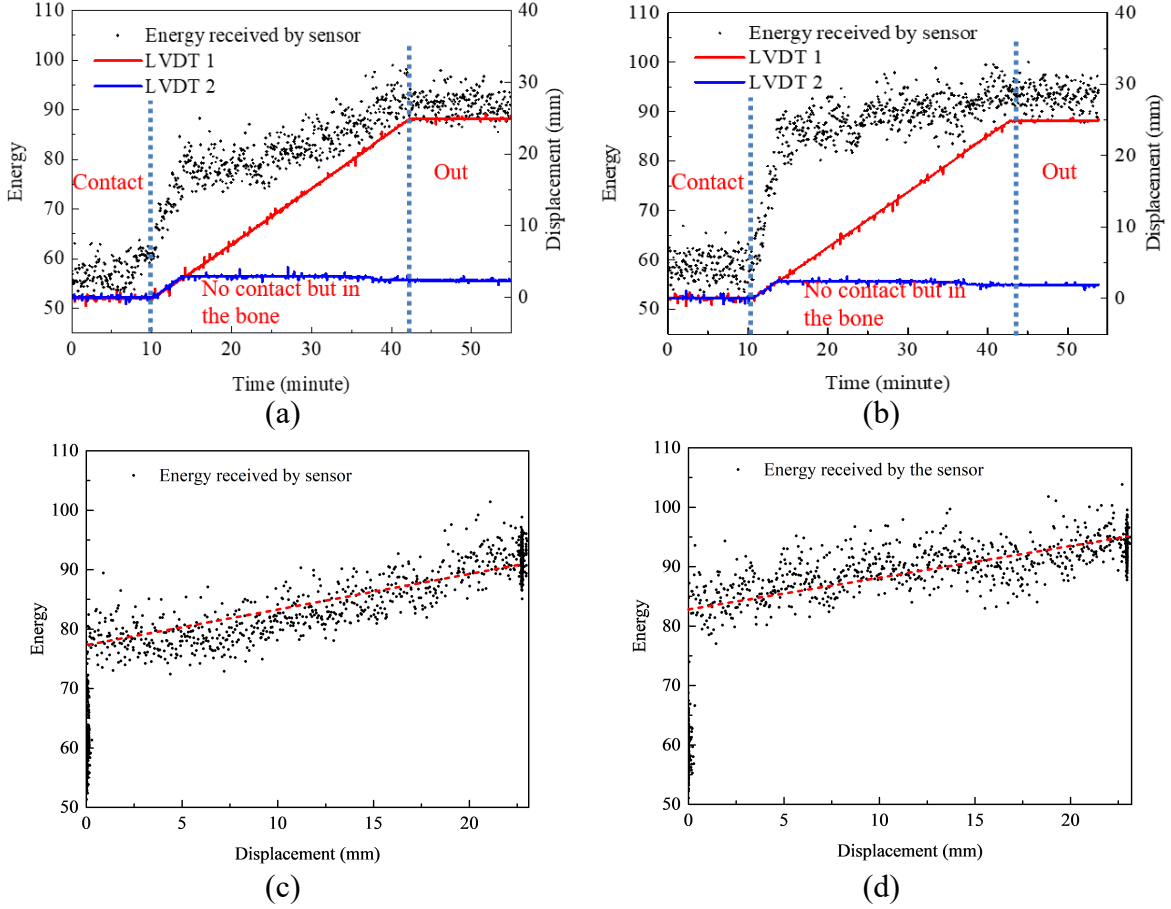 Energy received by sensor
LVDT 1
LVDT 2
110
100
90
80
70
60
50
Energy
40
30
20
10
0
Displacement (mm)
Contact
Out
No contact but in
the bone
0 10 20 30 40 50
Time (minute)
(a)
Energy received by sensor
LVDT 1
LVDT 2
110
100
90
80
70
60
50
Energy
40
30
20
10
0
Displacement (mm)
Contact
Out
No contact but in
the bone
0 10 20 30 40 50
Time (minute)
(b)
Energy received by sensor
110
100
90
80
70
60
50
Energy
0 5 10 15 20
Displacement (mm)
(c)
Energy received by the sensor
110
100
90
80
70
60
50
Energy
0 5 10 15 20
Displacement (mm)
(d)